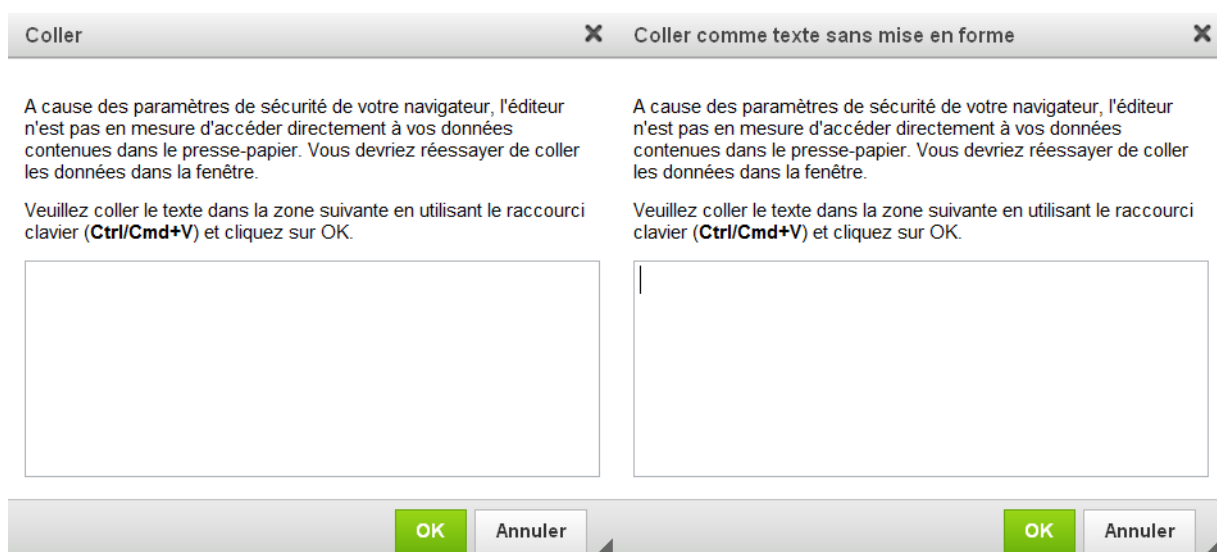 Coller
A cause des paramètres de sécurité de votre navigateur, l'éditeur
n'est pas en mesure d'accéder directement à vos données
contenues dans le presse-papier. Vous devriez réessayer de coller
les données dans la fenêtre.
Veuillez coller le texte dans la zone suivante en utilisant le raccourci
clavier (Ctrl/Cmd+V) et cliquez sur OK.
OK Annuler
Coller comme texte sans mise en forme
A cause des paramètres de sécurité de votre navigateur, l'éditeur
n'est pas en mesure d'accéder directement à vos données
contenues dans le presse-papier. Vous devriez réessayer de coller
les données dans la fenêtre.
Veuillez coller le texte dans la zone suivante en utilisant le raccourci
clavier (Ctrl/Cmd+V) et cliquez sur OK.
OK Annuler